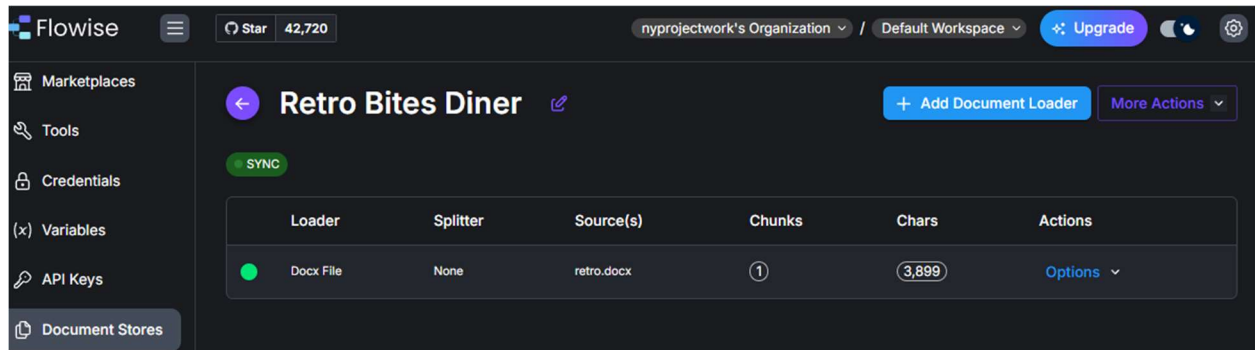 Flowise
Star 42,720
nyprojectwork's Organization / Default Workspace
Upgrade
Marketplaces
Tools
Credentials
(x) Variables
API Keys
Document Stores
Retro Bites Diner
+ Add Document Loader
More Actions
SYNC
Loader Splitter Source(s) Chunks Chars Actions
Docx File None retro.docx 1 3,899 Options